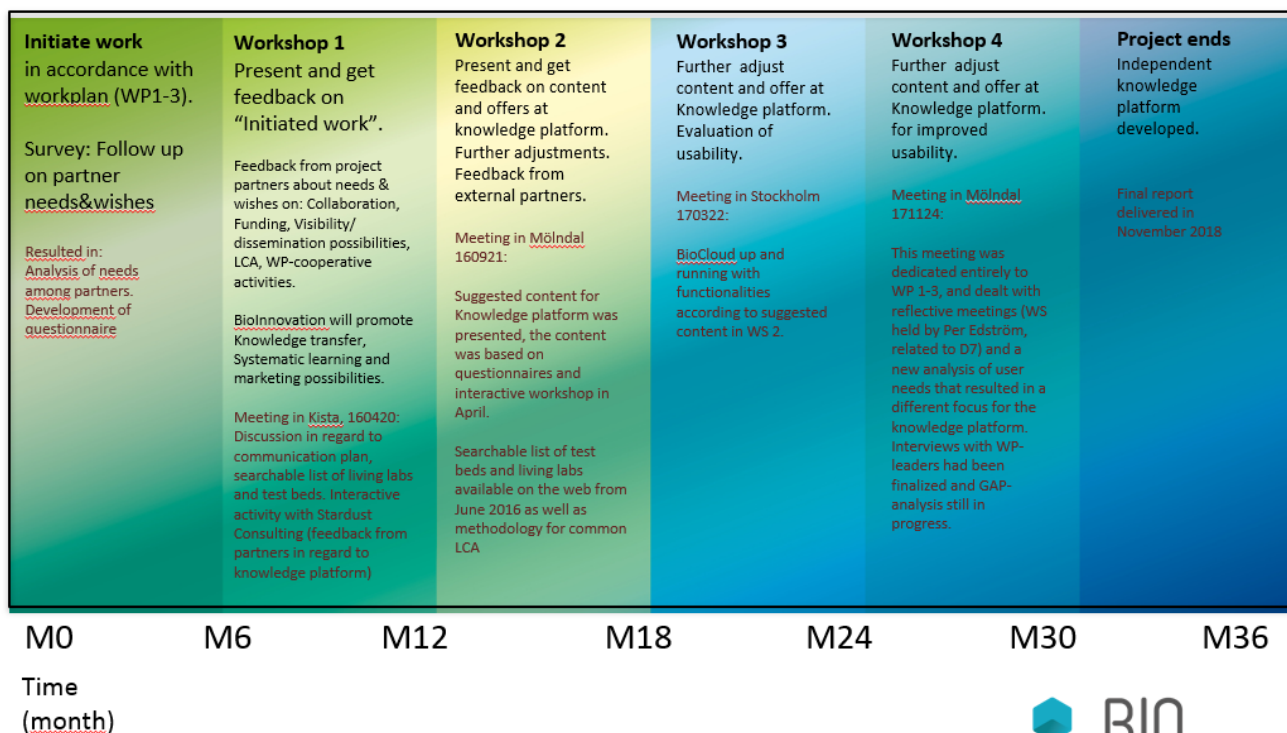 Initiate work
in accordance with
workplan (WP1-3).
Survey: Follow up
on partner
needs&wishes
Resulted in:
Analysis of needs
among partners.
Development of
questionnaire
Workshop 1
Present and get
feedback on
“Initiated work”.
Feedback from project
partners about needs &
wishes on: Collaboration,
Funding, Visibility/
dissemination possibilities,
LCA, WP-cooperative
activities.
BioInnovation will promote
Knowledge transfer,
Systematic learning and
marketing possibilities.
Meeting in Kista, 160420:
Discussion in regard to
communication plan,
searchable list of living labs
and test beds. Interactive
activity with Stardust
Consulting (feedback from
partners in regard to
knowledge platform)
Workshop 2
Present and get
feedback on content
and offers at
knowledge platform.
Further adjustments.
Feedback from
external partners.
Meeting in Mölndal
160921:
Suggested content for
Knowledge platform was
presented, the content
was based on
questionnaires and
interactive workshop in
April.
Searchable list of test
beds and living labs
available on the web from
June 2016 as well as
methodology for common
LCA
Workshop 3
Further adjust
content and offer at
Knowledge platform.
Evaluation of
usability.
Meeting in Stockholm
170322:
BioCloud up and
running with
functionalities
according to suggested
content in WS 2.
Workshop 4
Further adjust
content and offer at
Knowledge platform.
for improved
usability.
Meeting in Mölndal
171124:
This meeting was
dedicated entirely to
WP 1-3, and dealt with
reflective meetings (WS
held by Per Edström,
related to D7) and a
new analysis of user
needs that resulted in a
different focus for the
knowledge platform.
Interviews with WP-
leaders had been
finalized and GAP-
analysis still in
progress.
Project ends
Independent
knowledge
platform
developed.
Final report
delivered in
November 2018
M0 M6 M12 M18 M24 M30 M36
Time
(month)
BIO